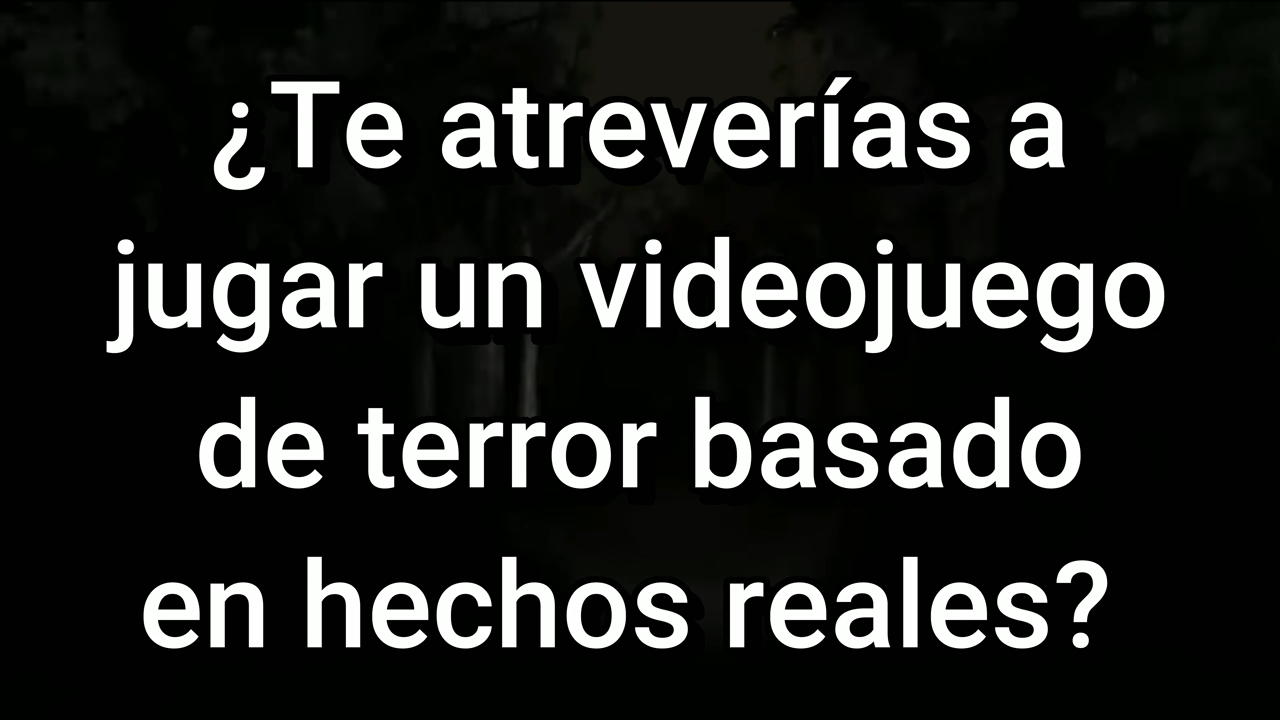 ¿Te atreverías a
jugar un videojuego
de terror basado
en hechos reales?